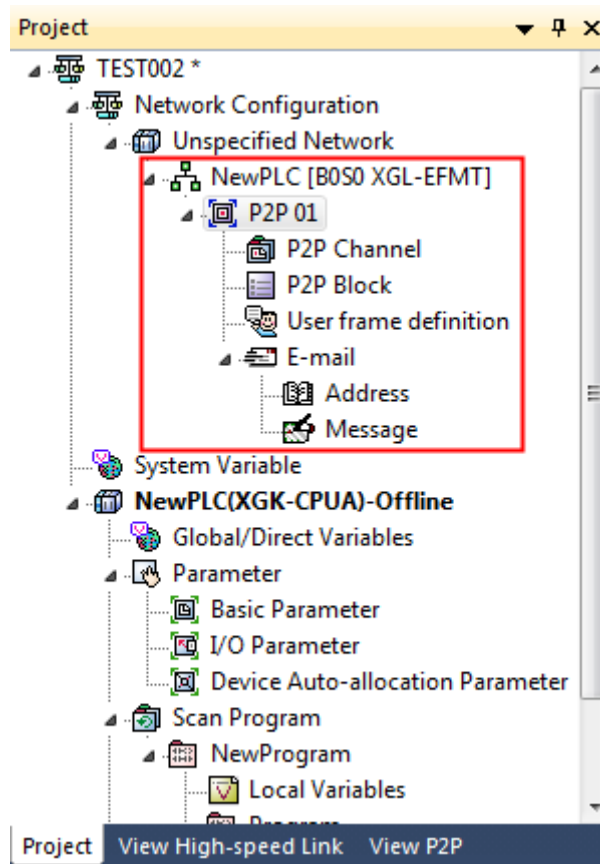 Project
TEST002 *
Network Configuration
Unspecified Network
NewPLC [B0S0 XGL-EFMT]
P2P 01
P2P Channel
P2P Block
User frame definition
E-mail
Address
Message
System Variable
NewPLC(XGK-CPUA)-Offline
Global/Direct Variables
Parameter
Basic Parameter
I/O Parameter
Device Auto-allocation Parameter
Scan Program
NewProgram
Local Variables
Project View High-speed Link View P2P